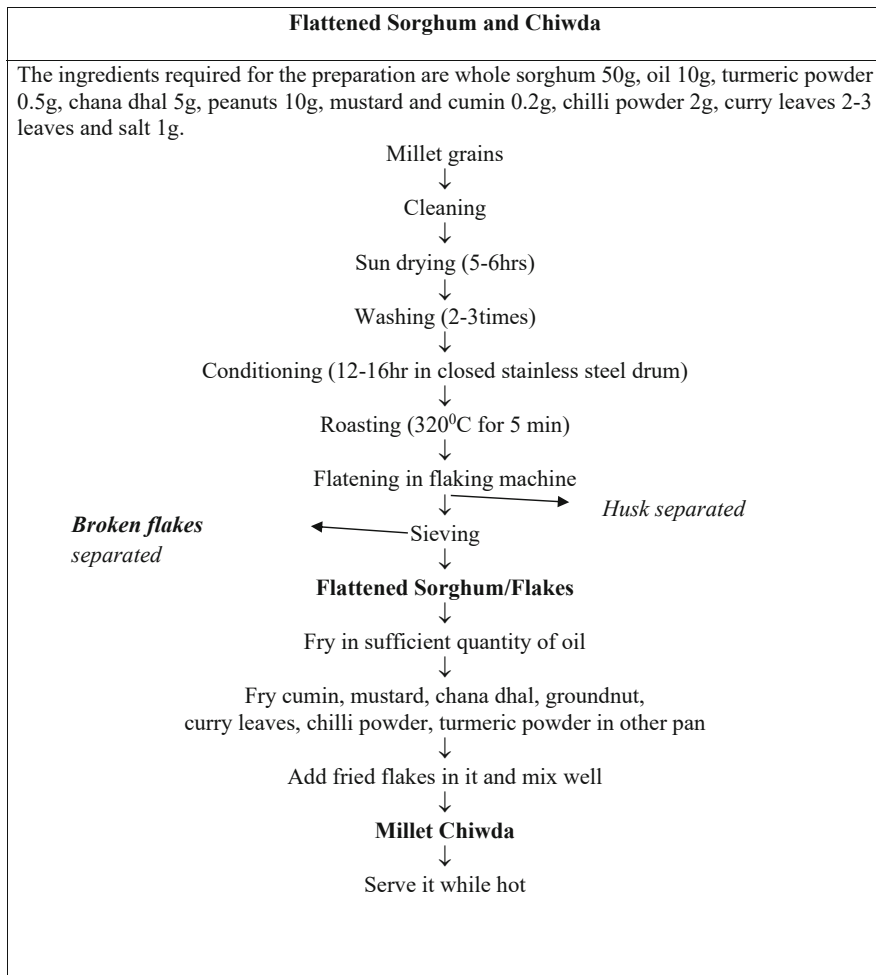 Flattened Sorghum and Chiwda
The ingredients required for the preparation are whole sorghum 50g, oil 10g, turmeric powder
0.5g, chana dhal 5g, peanuts 10g, mustard and cumin 0.2g, chilli powder 2g, curry leaves 2-3
leaves and salt 1g.
Millet grains
↓
Cleaning
↓
Sun drying (5-6hrs)
↓
Washing (2-3times)
↓
Conditioning (12-16hr in closed stainless steel drum)
↓
Roasting (320⁰C for 5 min)
↓
Flatening in flaking machine
↓
Husk separated
Broken flakes
separated
Sieving
↓
Flattened Sorghum/Flakes
↓
Fry in sufficient quantity of oil
↓
Fry cumin, mustard, chana dhal, groundnut,
curry leaves, chilli powder, turmeric powder in other pan
↓
Add fried flakes in it and mix well
↓
Millet Chiwda
↓
Serve it while hot